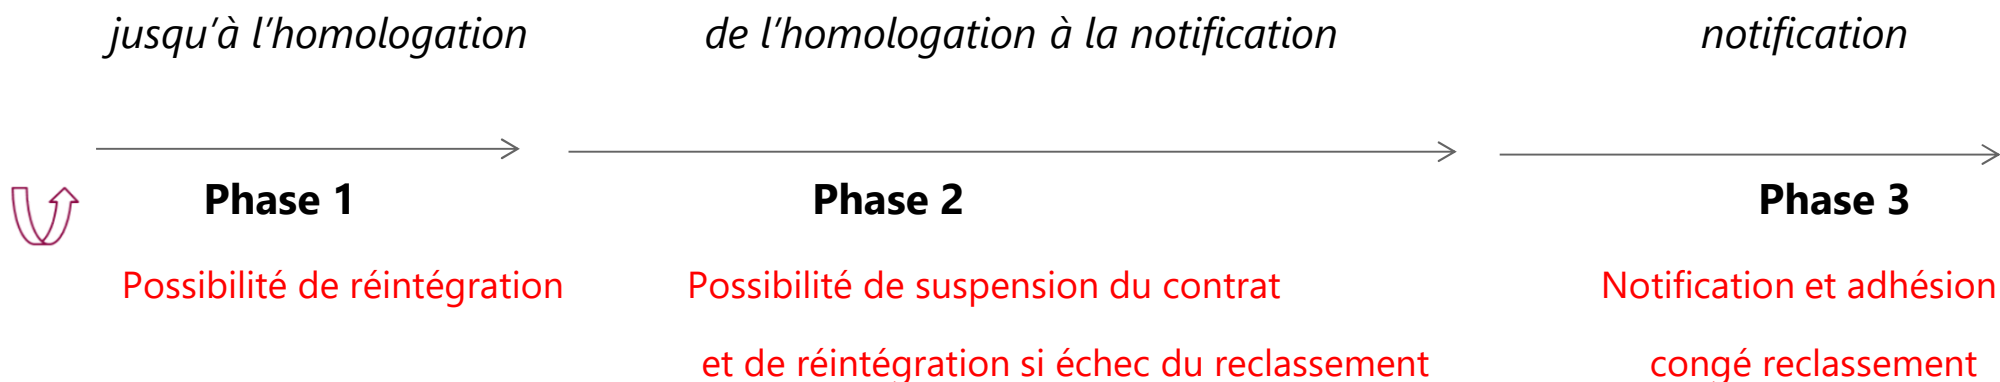 jusqu’à l’homologation de l’homologation à la notification notification
Phase 1 Phase 2 Phase 3
Possibilité de réintégration Possibilité de suspension du contrat Notification et adhésion
et de réintégration si échec du reclassement congé reclassement